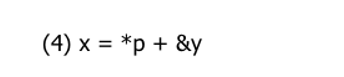 (4) x = *p + &y